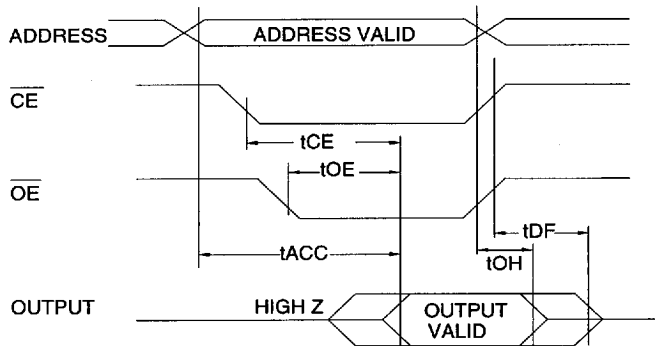 ADDRESS
ADDRESS VALID
CE
tCE
tOE
OE
tDF
tACC
tOH
OUTPUT
HIGH Z
OUTPUT
VALID